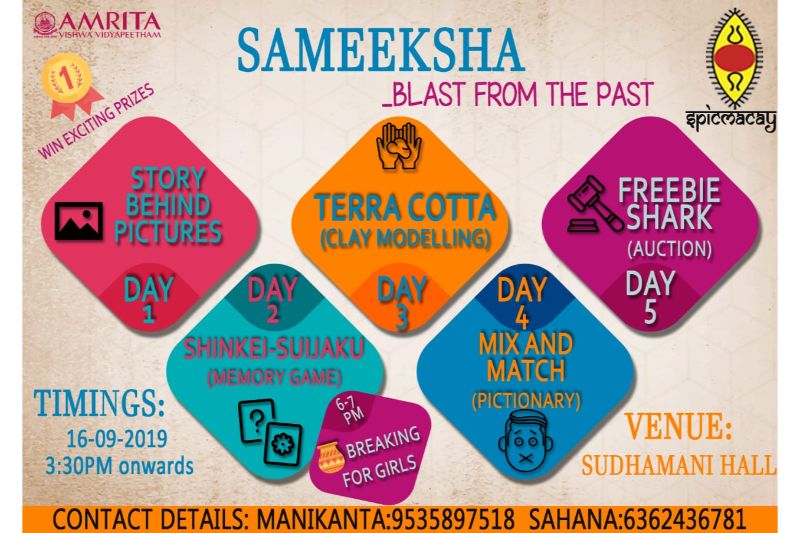 AMRITA
VISHWA VIDYAPEETHAM
SAMEEKSHA
_BLAST FROM THE PAST
1
WIN EXCITING PRIZES
SPICMACAY
STORY
BEHIND
PICTURES
DAY
1
DAY
2
SHINKEI-SUIJAKU
(MEMORY GAME)
?
TERRA COTTA
(CLAY MODELLING)
DAY
3
DAY
4
MIX AND
MATCH
(PICTIONARY)
FREEBIE
SHARK
(AUCTION)
DAY
5
6-7
PM
BREAKING
FOR GIRLS
TIMINGS:
16-09-2019
3:30PM onwards
VENUE:
SUDHAMANI HALL
CONTACT DETAILS: MANIKANTA:9535897518 SAHANA:6362436781